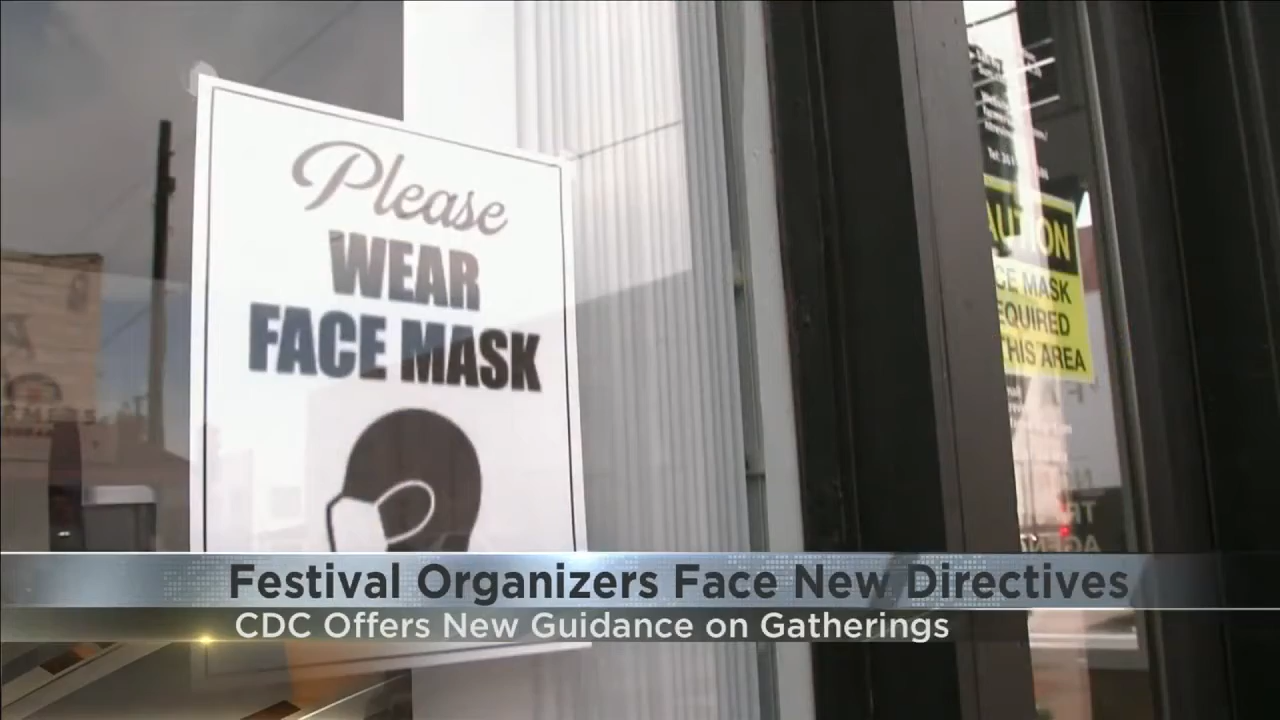 Please
WEAR
FACE MASK
AUTION
CE MASK
EQUIRED
THIS AREA
Festival Organizers Face New Directives
CDC Offers New Guidance on Gatherings